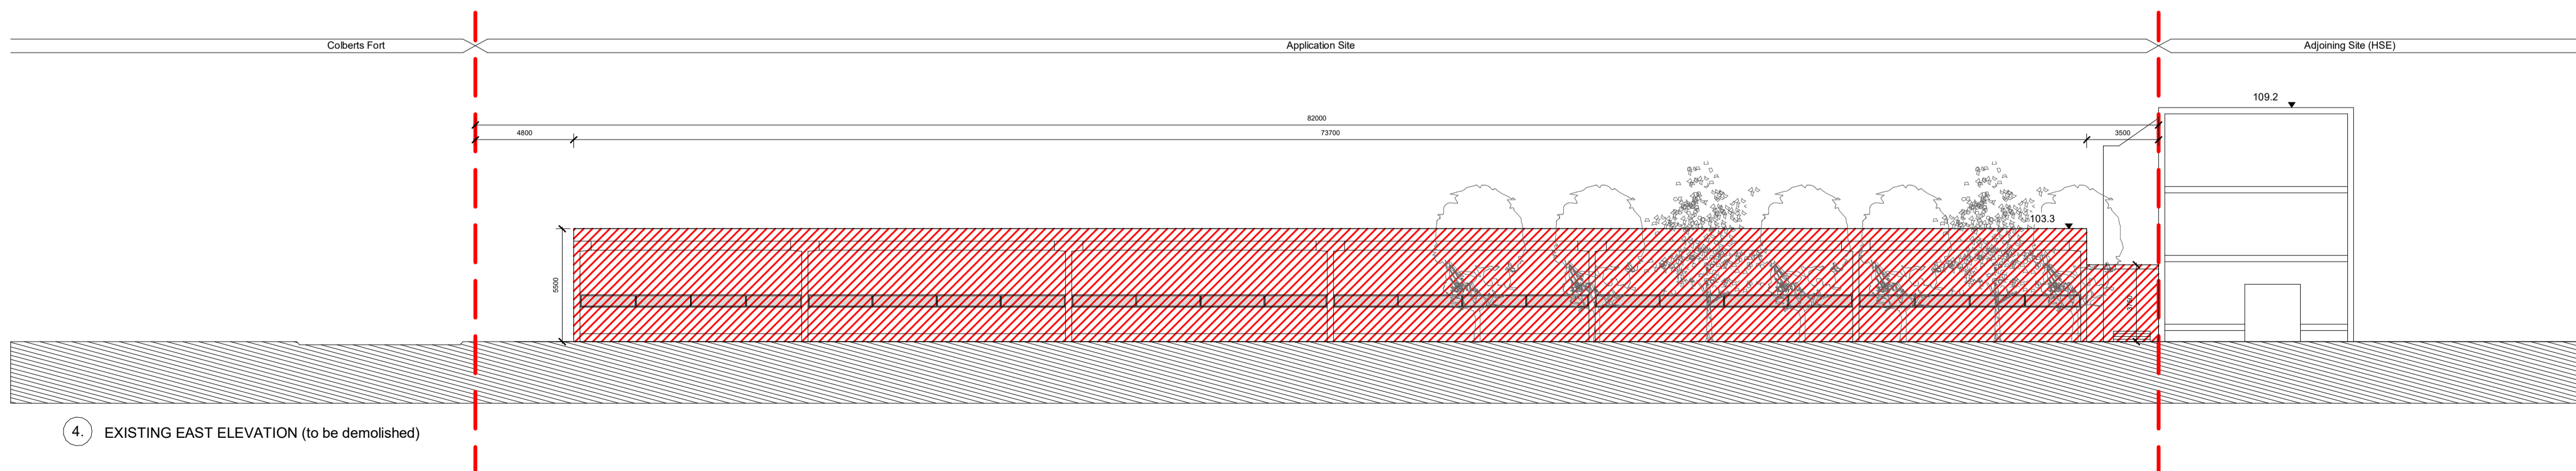 Colberts Fort
Application Site
Adjoining Site (HSE)
109.2
82000
4800
73700
3500
103.3
5500
4. EXISTING EAST ELEVATION (to be demolished)